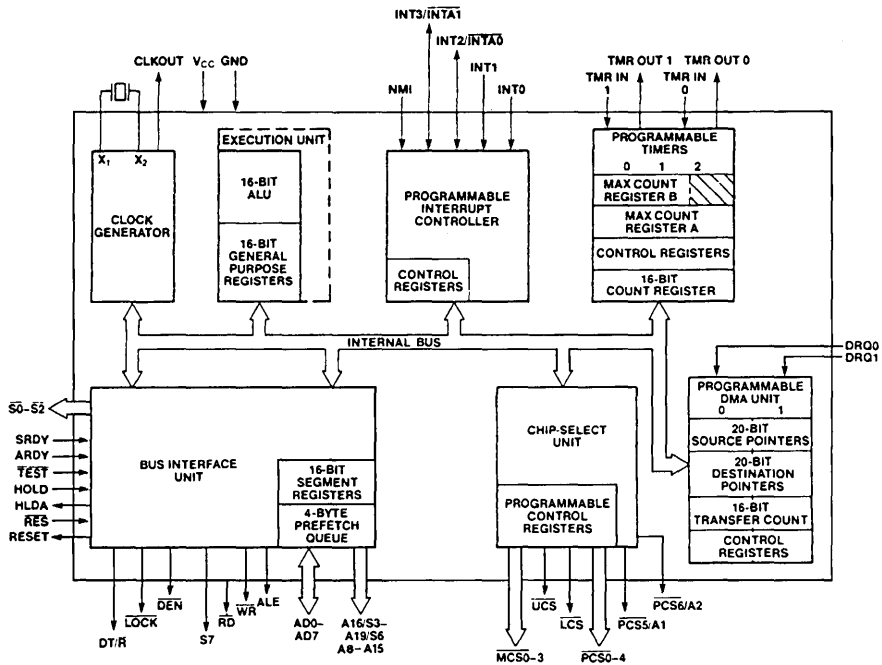 INT3/INTA1
INT2/INTA0
CLKOUT VCC GND
INT1
NMI
INT0
TMR OUT 1 TMR OUT 0
TMR IN 1
TMR IN 0
X1 X2
CLOCK
GENERATOR
EXECUTION UNIT
16-BIT
ALU
16-BIT
GENERAL
PURPOSE
REGISTERS
PROGRAMMABLE
INTERRUPT
CONTROLLER
CONTROL
REGISTERS
PROGRAMMABLE
TIMERS
0 1 2
MAX COUNT
REGISTER B
MAX COUNT
REGISTER A
CONTROL REGISTERS
16-BIT
COUNT REGISTER
INTERNAL BUS
DRQ0
DRQ1
S0-S2
SRDY
ARDY
TEST
HOLD
HLDA
RES
RESET
BUS INTERFACE
UNIT
16-BIT
SEGMENT
REGISTERS
4-BYTE
PREFETCH
QUEUE
CHIP-SELECT
UNIT
PROGRAMMABLE
CONTROL
REGISTERS
PROGRAMMABLE
DMA UNIT
0 1
20-BIT
SOURCE POINTERS
20-BIT
DESTINATION
POINTERS
16-BIT
TRANSFER COUNT
CONTROL
REGISTERS
DT/R
LOCK
DEN
S7
RD
WR
ALE
AD0-
AD7
A16/S3-
A19/S6
A8-A15
MCS0-3
UCS
LCS
PCS0-4
PCS5/A1
PCS6/A2